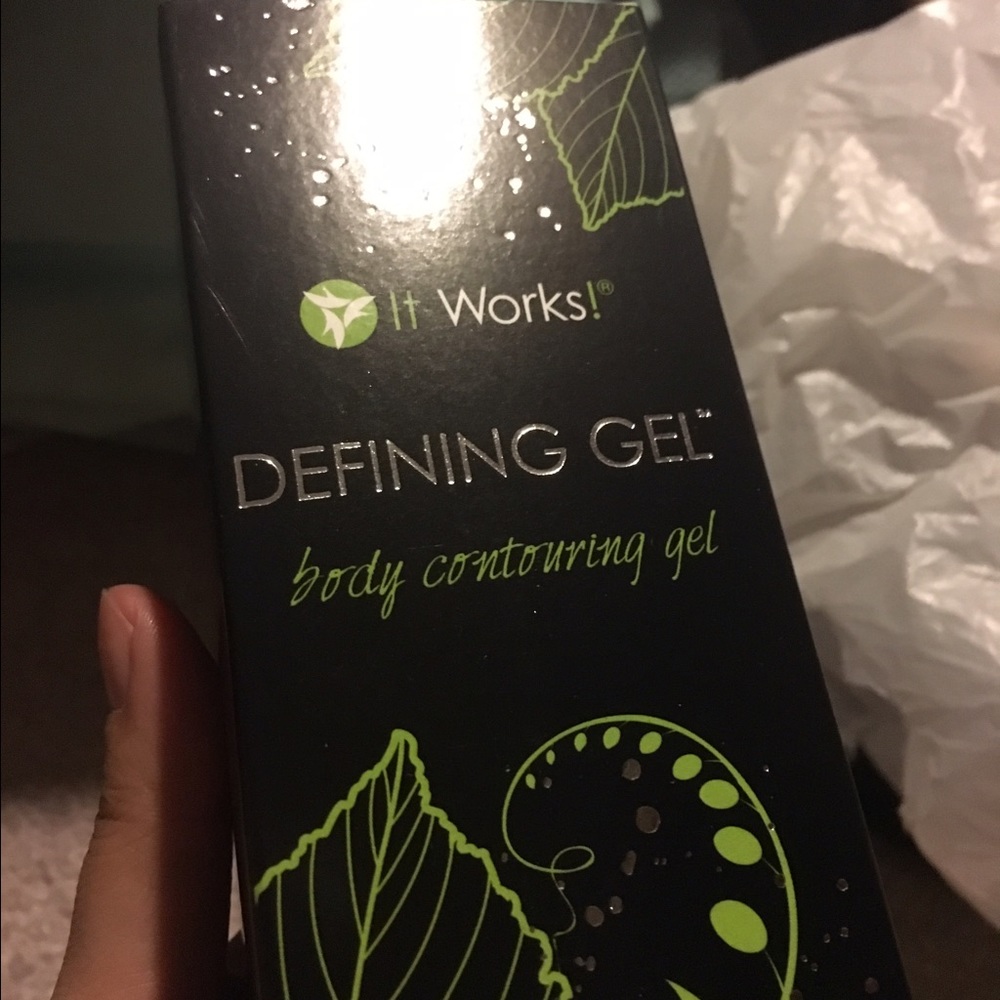 It Works!®
DEFINING GEL™
body contouring gel